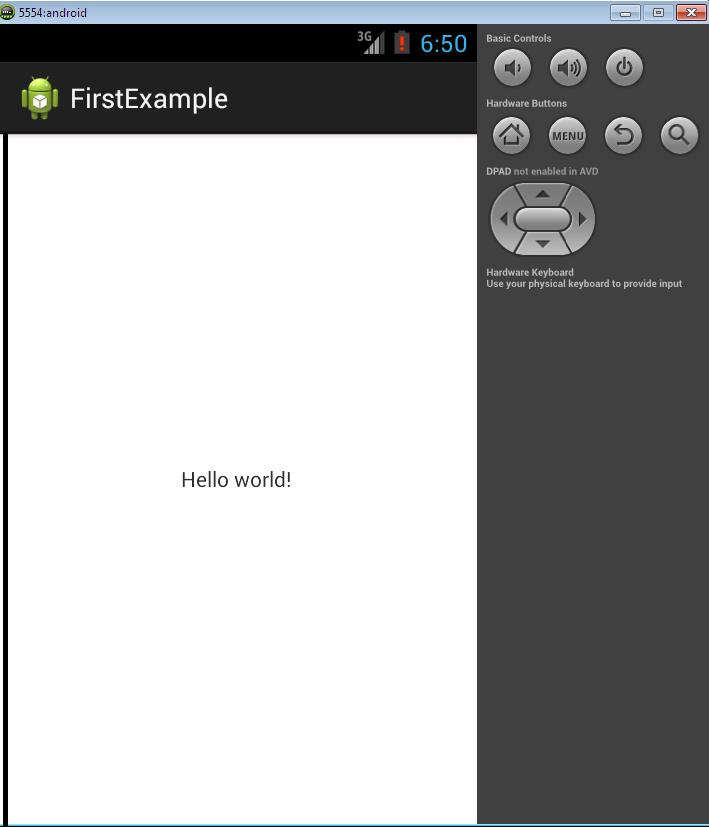 5554:android
3G 6:50
FirstExample
Hello world!
Basic Controls
Hardware Buttons
MENU
DPAD not enabled in AVD
Hardware Keyboard
Use your physical keyboard to provide input